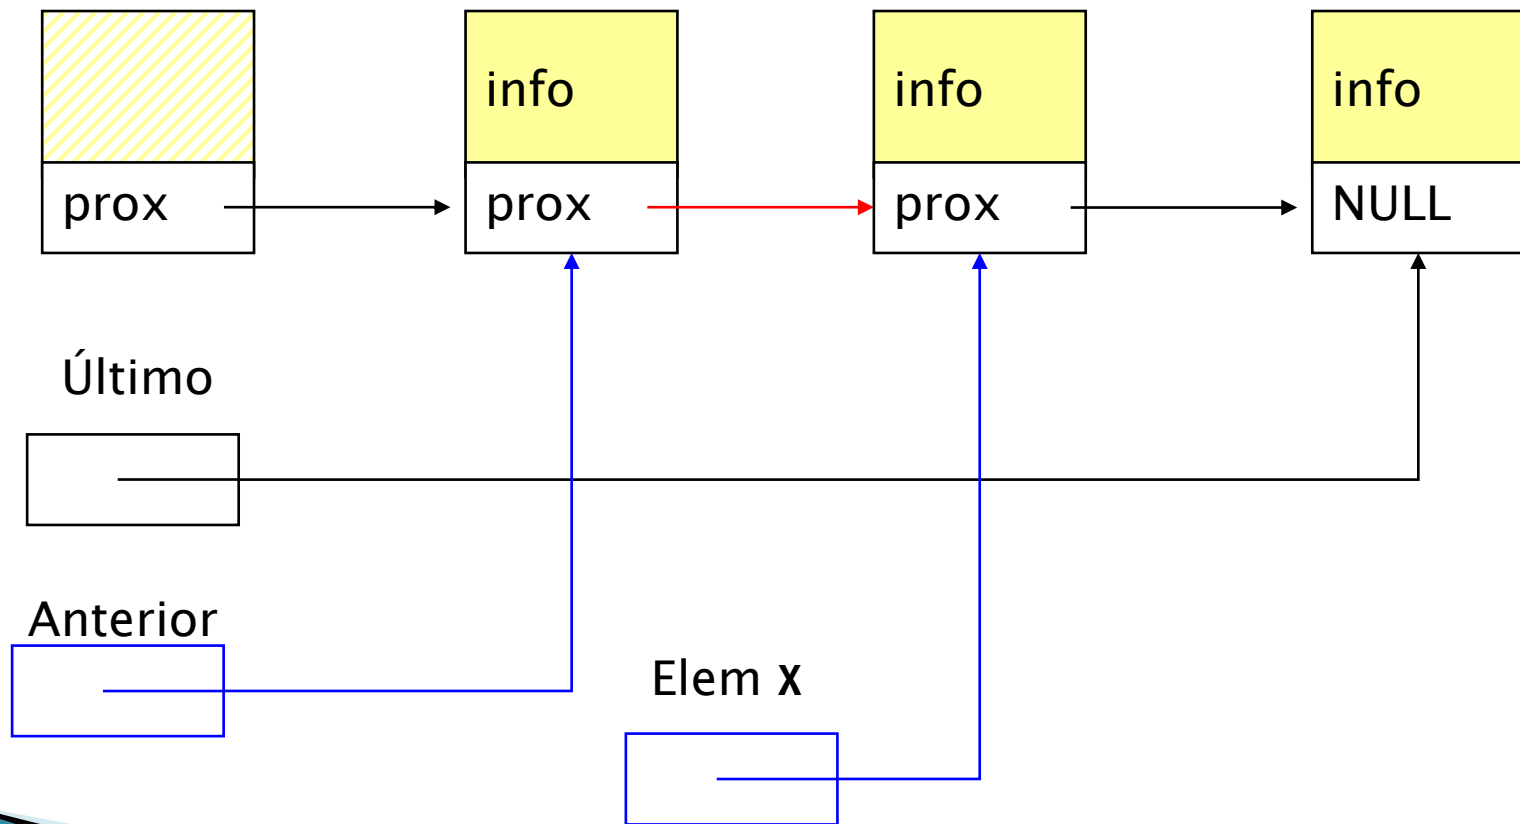 info
info
info
prox
prox
prox
NULL
Último
Anterior
Elem x